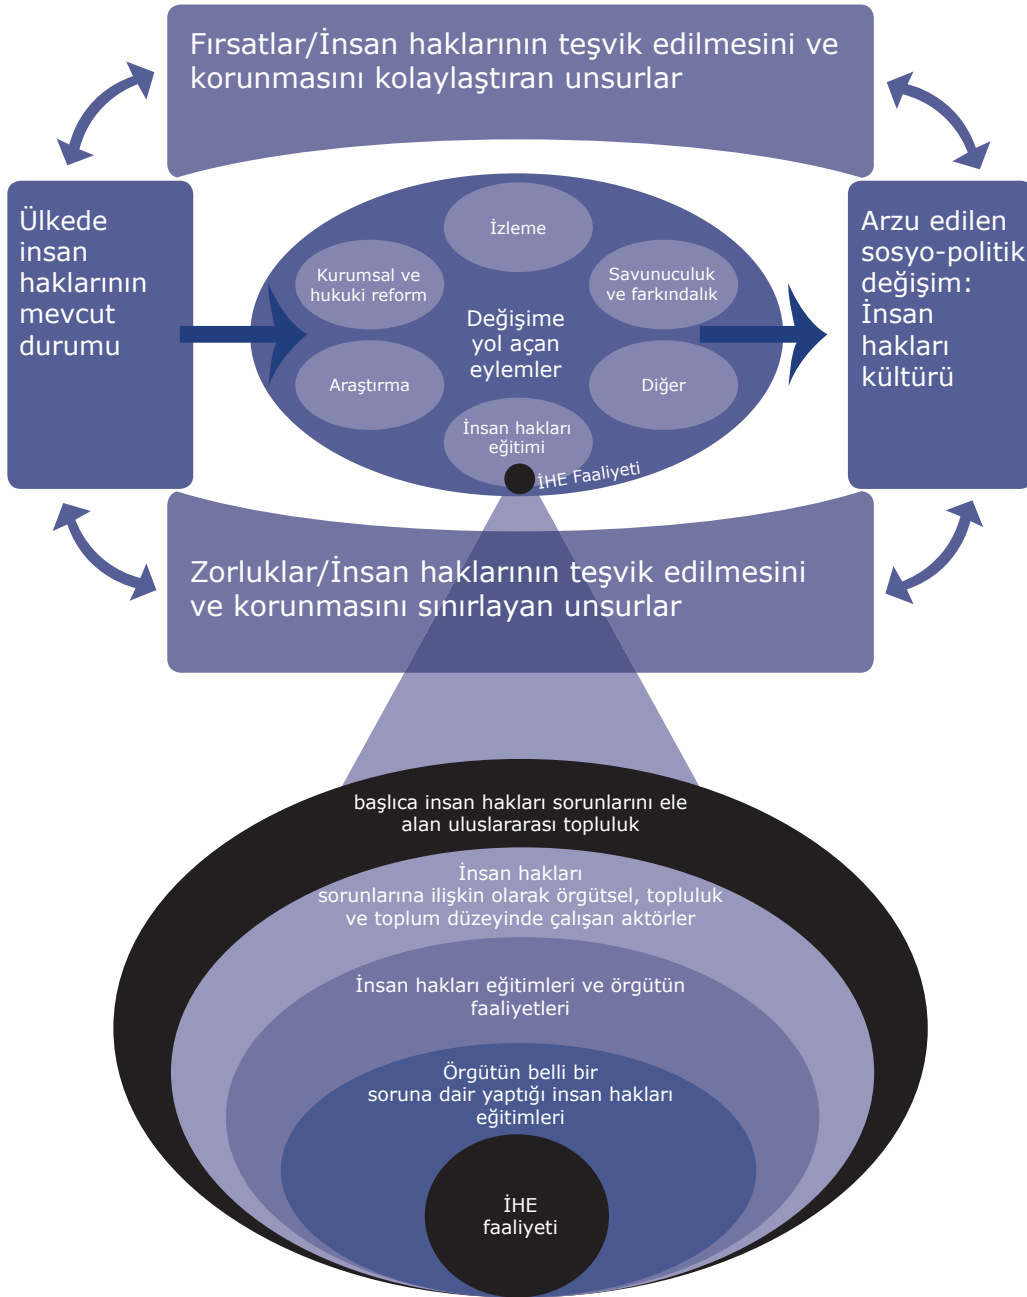 Fırsatlar/İnsan haklarının teşvik edilmesini ve
korunmasını kolaylaştıran unsurlar
Ülkede
insan
haklarının
mevcut
durumu
İzleme
Kurumsal ve
hukuki reform
Savunuculuk
ve farkındalık
Değişime
yol açan
eylemler
Araştırma
Diğer
İnsan hakları
eğitimi
İHE Faaliyeti
Arzu edilen
sosyo-politik
değişim:
İnsan
hakları
kültürü
Zorluklar/İnsan haklarının teşvik edilmesini
ve korunmasını sınırlayan unsurlar
başlıca insan hakları sorunlarını ele
alan uluslararası topluluk
İnsan hakları
sorunlarına ilişkin olarak örgütsel, topluluk
ve toplum düzeyinde çalışan aktörler
İnsan hakları eğitimleri ve örgütün
faaliyetleri
Örgütün belli bir
soruna dair yaptığı insan hakları
eğitimleri
İHE
faaliyeti